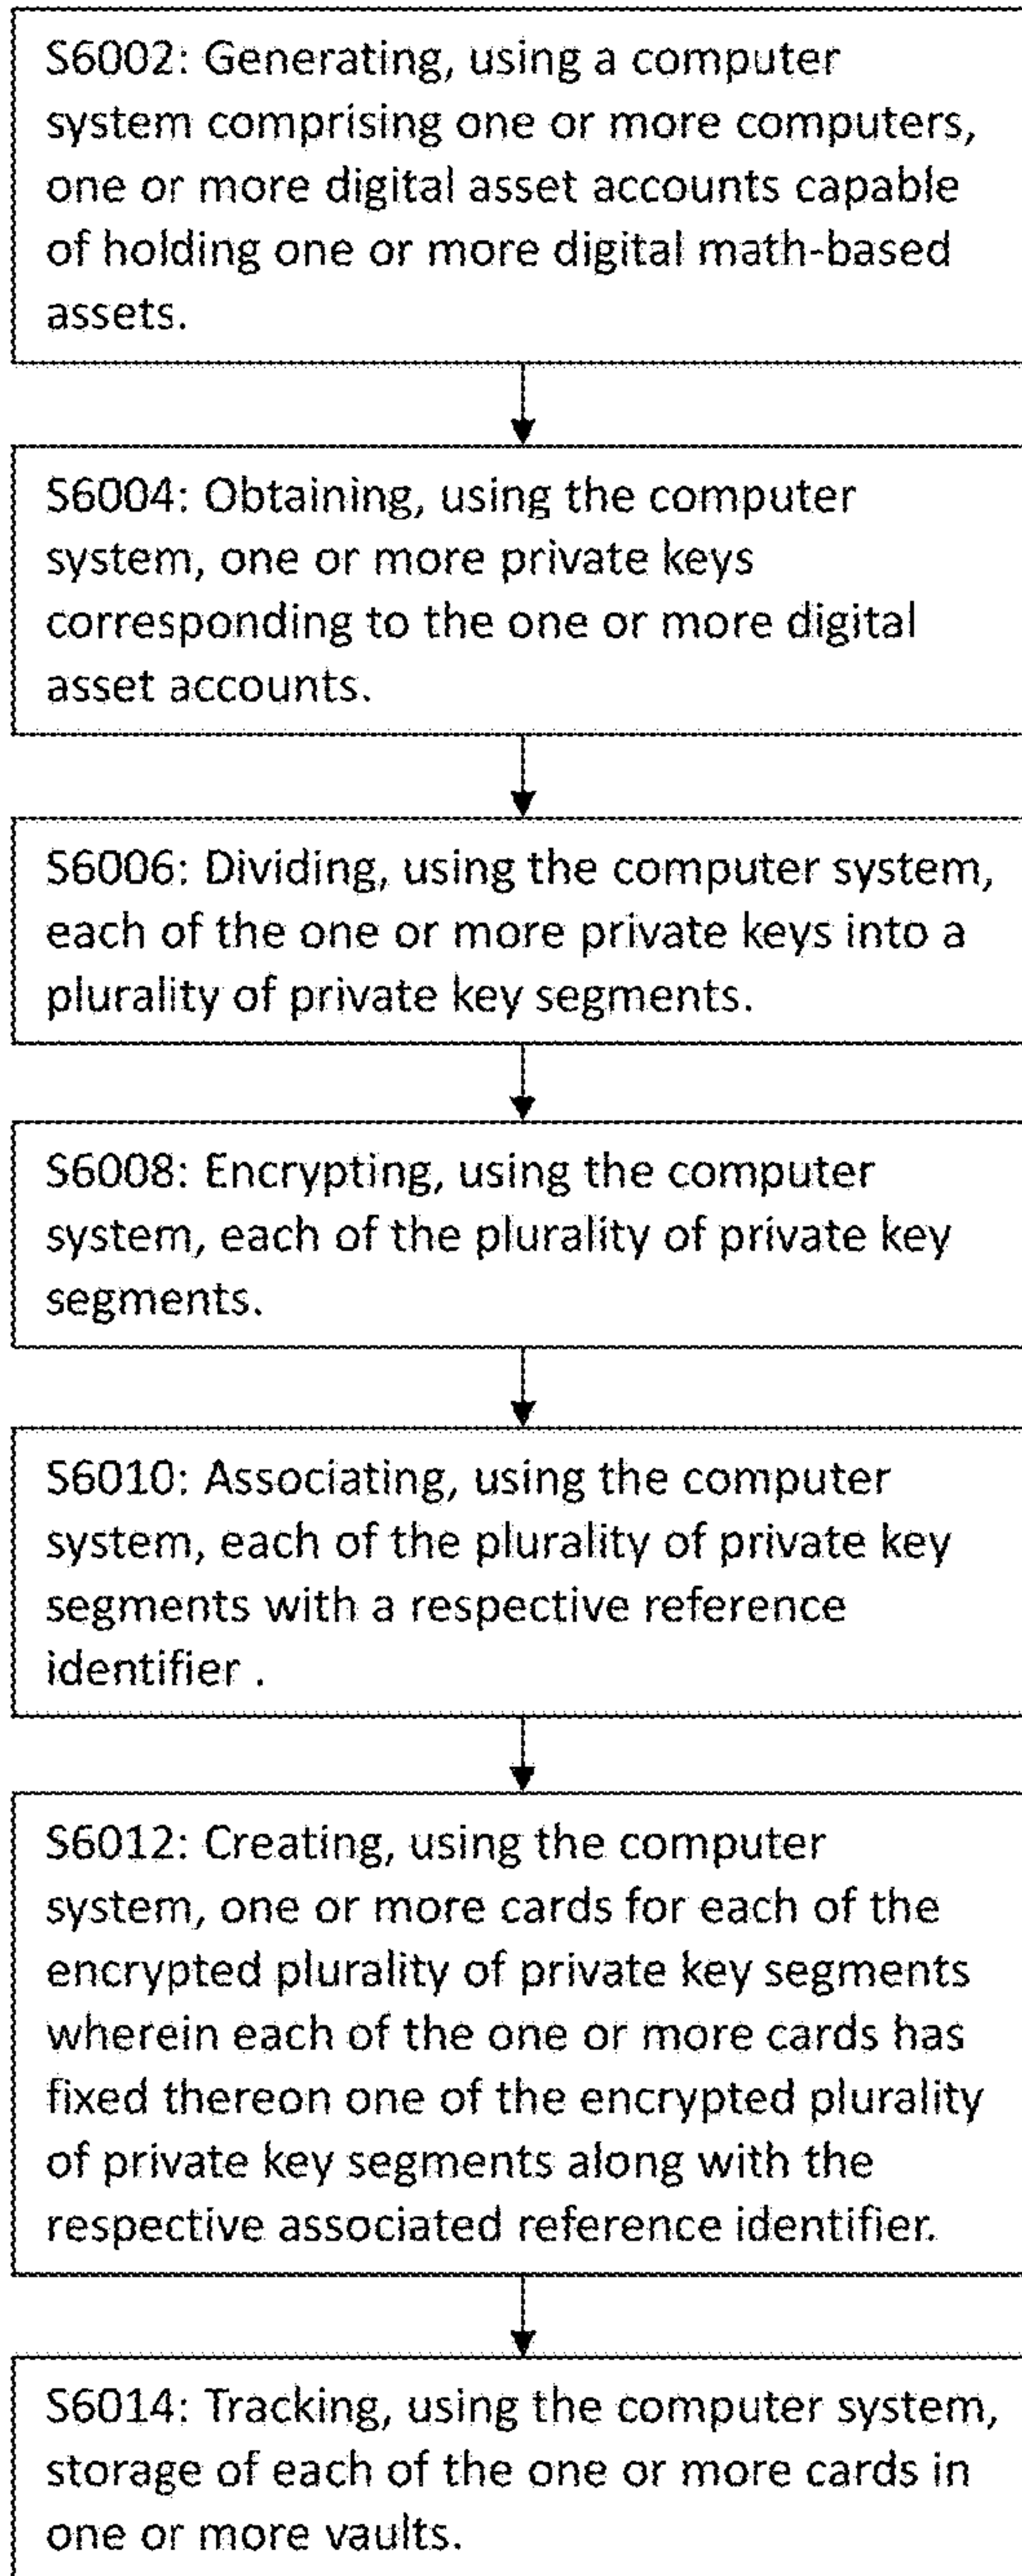 S6002: Generating, using a computer
system comprising one or more computers,
one or more digital asset accounts capable
of holding one or more digital math-based
assets.
S6004: Obtaining, using the computer
system, one or more private keys
corresponding to the one or more digital
asset accounts.
S6006: Dividing, using the computer system,
each of the one or more private keys into a
plurality of private key segments.
S6008: Encrypting, using the computer
system, each of the plurality of private key
segments.
S6010: Associating, using the computer
system, each of the plurality of private key
segments with a respective reference
identifier .
S6012: Creating, using the computer
system, one or more cards for each of the
encrypted plurality of private key segments
wherein each of the one or more cards has
fixed thereon one of the encrypted plurality
of private key segments along with the
respective associated reference identifier.
S6014: Tracking, using the computer system,
storage of each of the one or more cards in
one or more vaults.